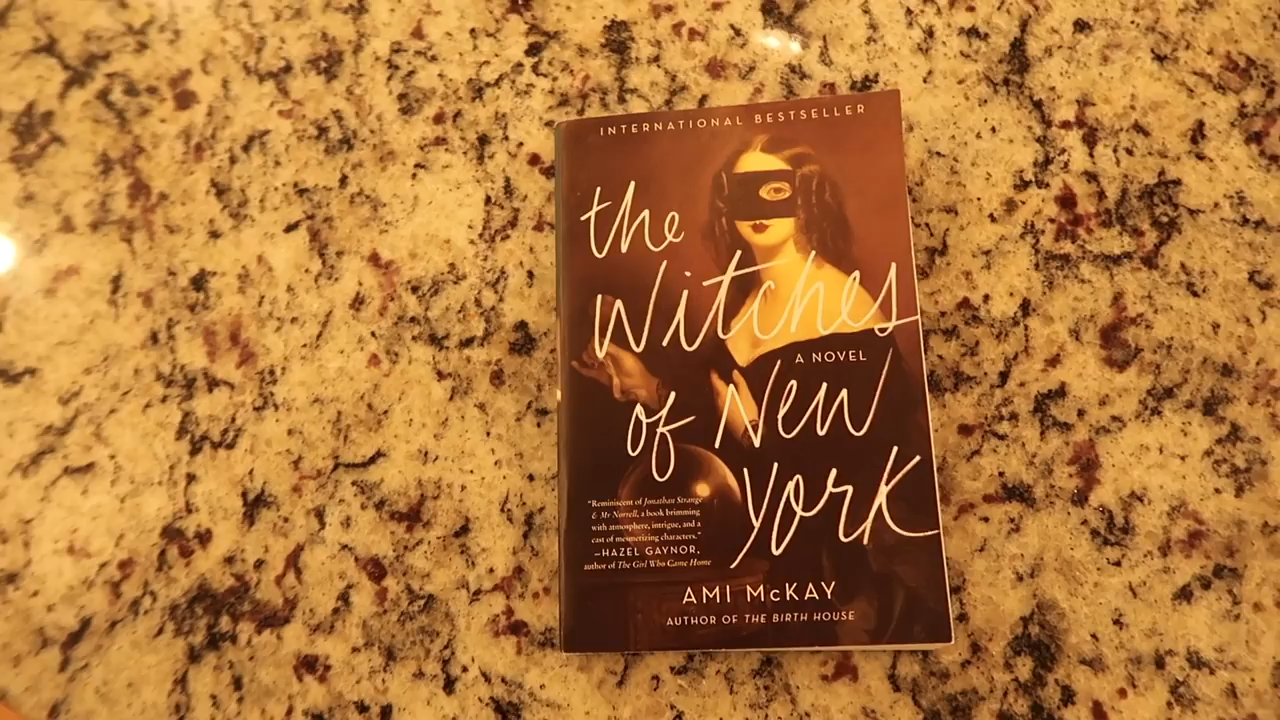 INTERNATIONAL BESTSELLER
the
Witches
A NOVEL
of New
York
"Reminiscent of Jonathan Strange
& Mr Norrell, a book brimming
with atmosphere, intrigue, and a
cast of mesmerizing characters."
—HAZEL GAYNOR,
author of The Girl Who Came Home
AMI McKAY
AUTHOR OF THE BIRTH HOUSE